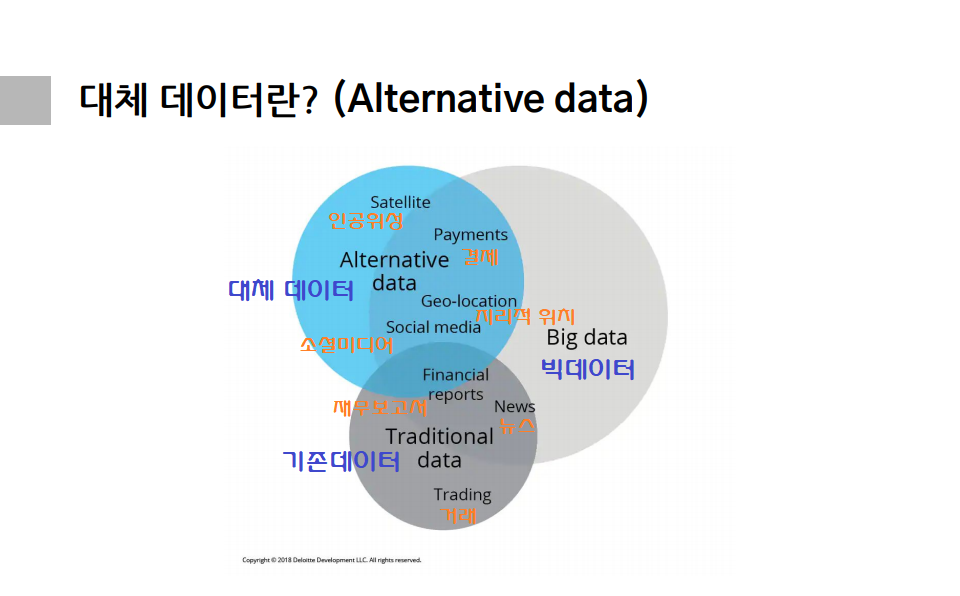 대체 데이터란? (Alternative data)
Satellite
인공위성
Payments
결제
Alternative
data
대체 데이터
Geo-location
지리적 위치
Social media
소셜미디어
Big data
빅데이터
Financial
reports
재무보고서
News
뉴스
Traditional
data
기존데이터
Trading
거래
Copyright © 2018 Deloitte Development LLC. All rights reserved.